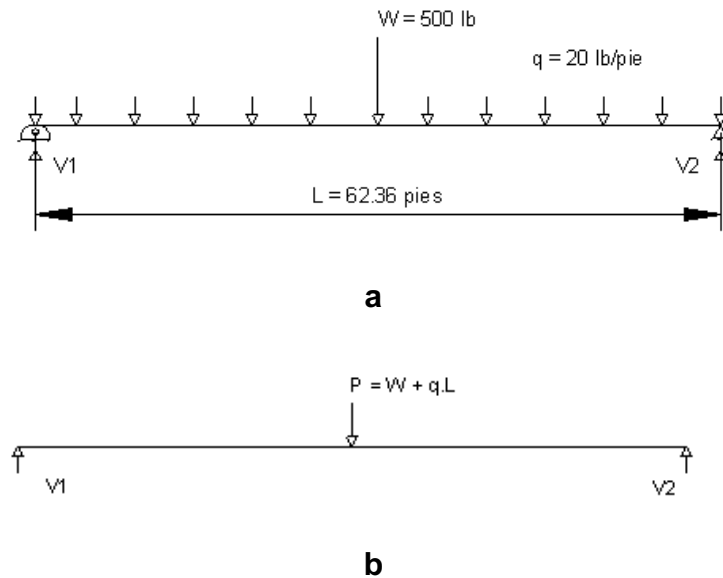 W = 500 lb
q = 20 lb/pie
V1
V2
L = 62.36 pies
a
P = W + q.L
V1
V2
b